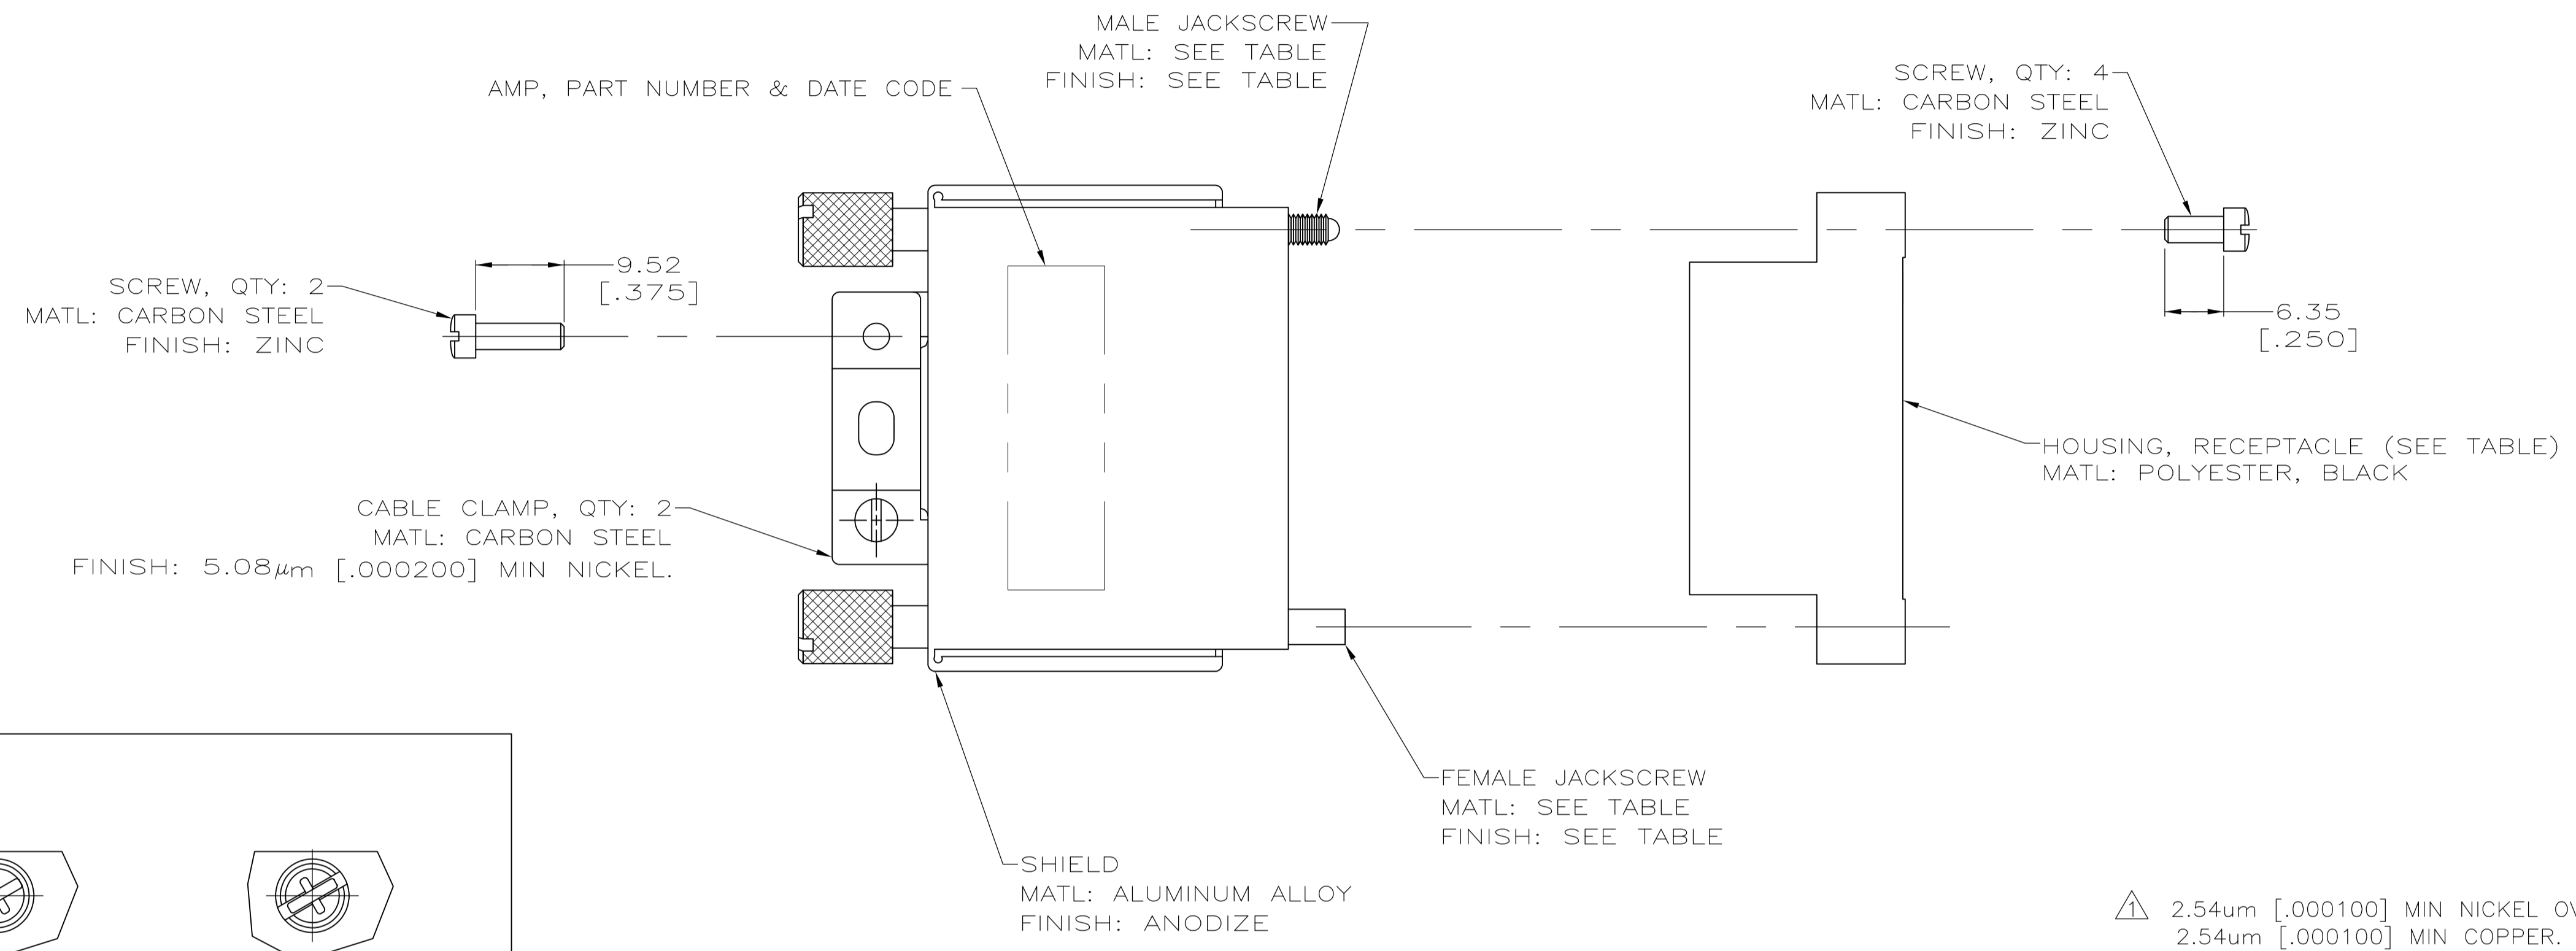 MALE JACKSCREW
MATL: SEE TABLE
FINISH: SEE TABLE
AMP, PART NUMBER & DATE CODE
SCREW, QTY: 4
MATL: CARBON STEEL
FINISH: ZINC
9.52
[.375]
SCREW, QTY: 2
MATL: CARBON STEEL
FINISH: ZINC
6.35
[.250]
HOUSING, RECEPTACLE (SEE TABLE)
MATL: POLYESTER, BLACK
CABLE CLAMP, QTY: 2
MATL: CARBON STEEL
FINISH: 5.08μm [.000200] MIN NICKEL.
FEMALE JACKSCREW
MATL: SEE TABLE
FINISH: SEE TABLE
SHIELD
MATL: ALUMINUM ALLOY
FINISH: ANODIZE
1 2.54um [.000100] MIN NICKEL
2.54um [.000100] MIN COPPER.